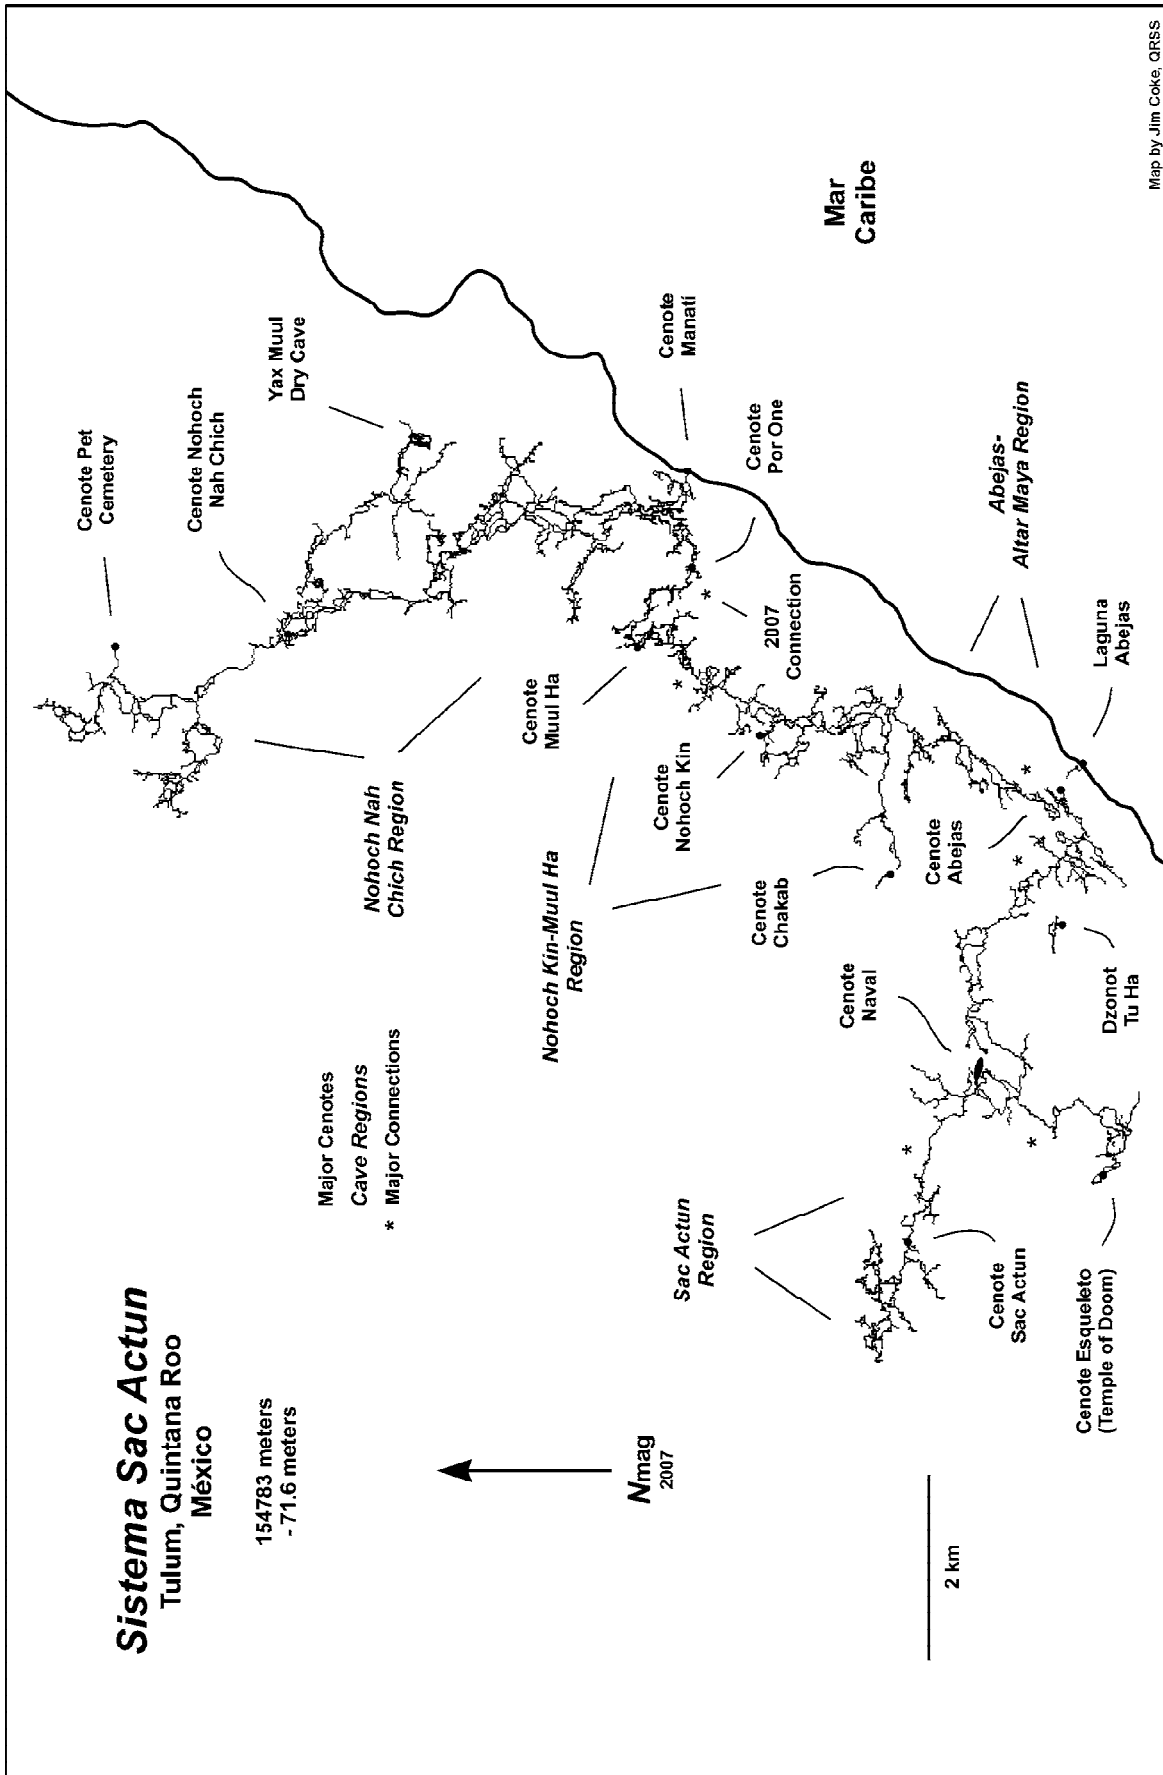 Sistema Sac Actun
Tulum, Quintana Roo
México
154783 meters
- 71.6 meters
Nmag
2007
2 km
Major Cenotes
Cave Regions
* Major Connections
Cenote Pet
Cemetery
Cenote Nohoch
Nah Chich
Yax Muul
Dry Cave
Nohoch Nah
Chich Region
Cenote
Muul Ha
Nohoch Kin-Muul Ha
Region
Cenote
Manatí
Cenote
Por One
2007
Connection
*
*
Cenote
Nohoch Kin
Cenote
Chakab
Mar
Caribe
Sac Actun
Region
Cenote
Naval
Cenote
Abejas
Abejas-
Altar Maya Region
*
*
*
*
Laguna
Abejas
Cenote
Sac Actun
Cenote Esqueleto
(Temple of Doom)
Dzonot
Tu Ha
Map by Jim Coke, QRSS